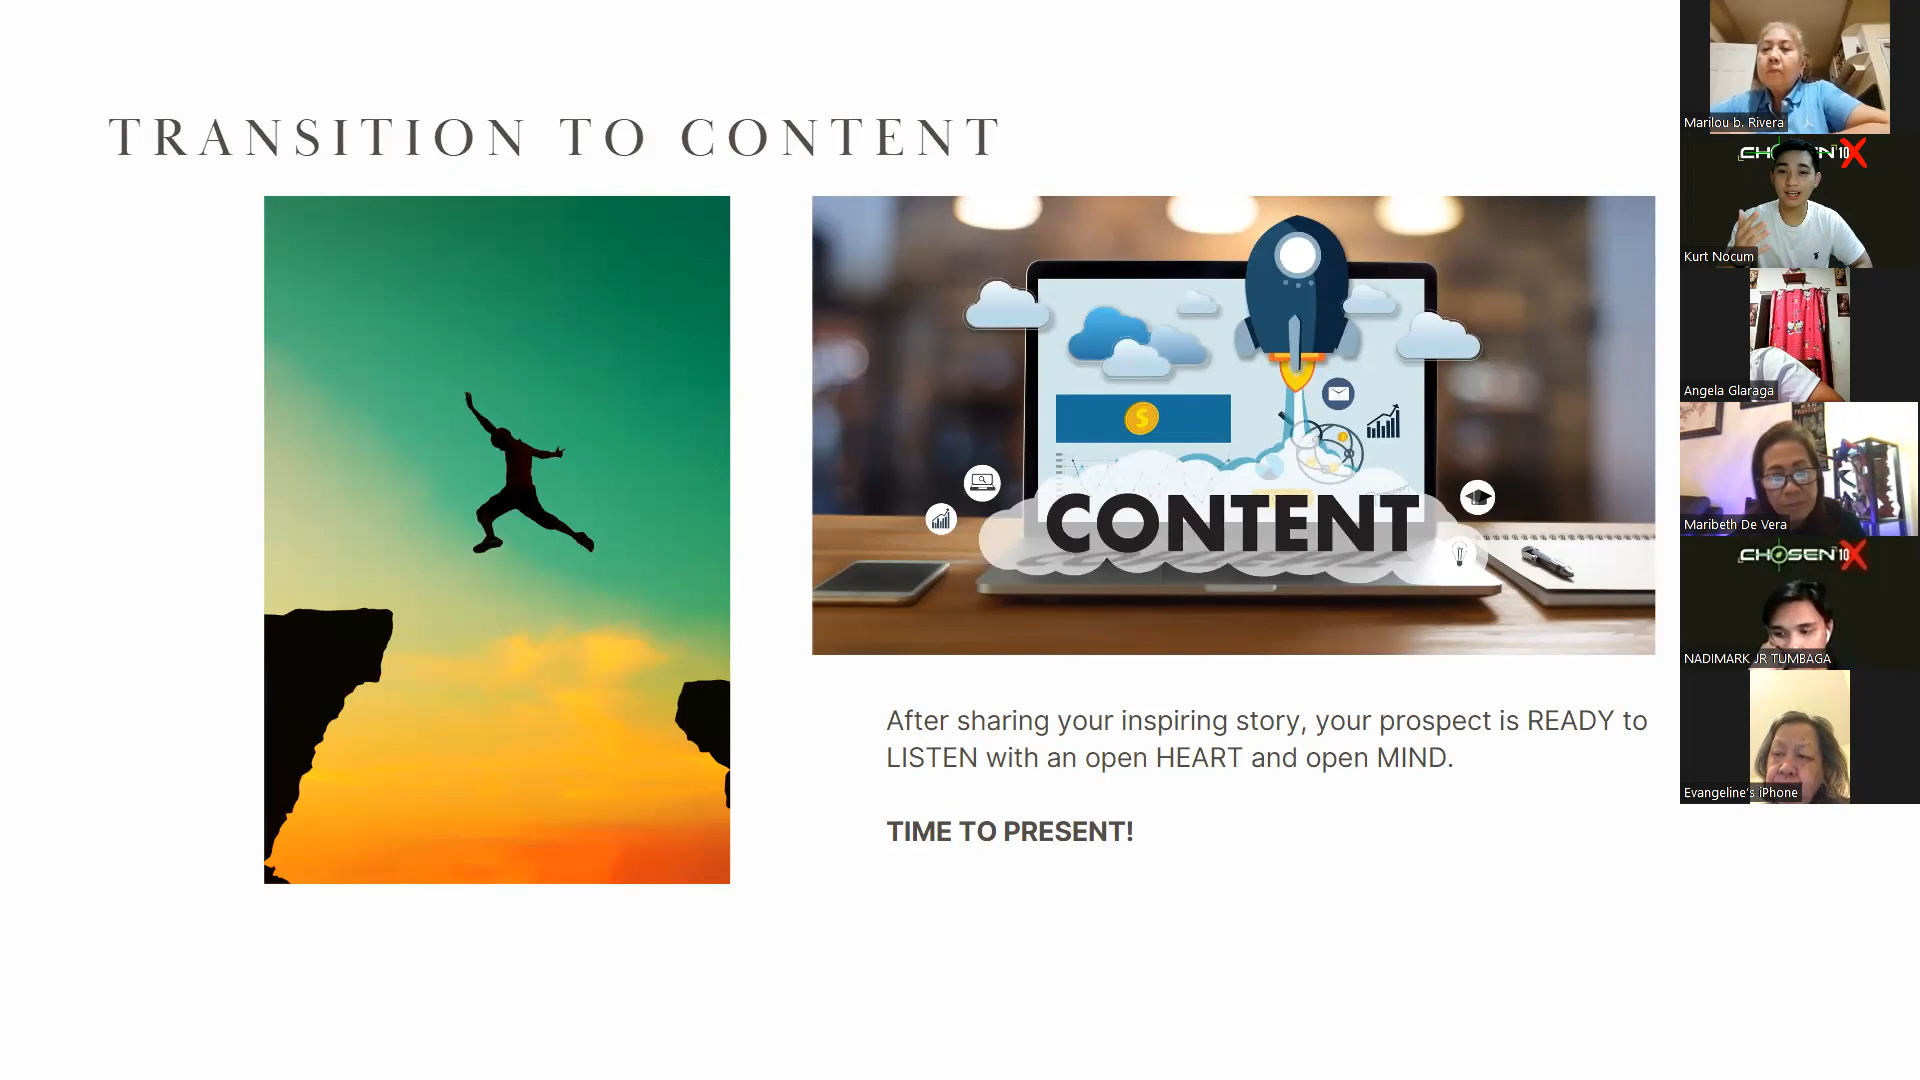 TRANSITION TO CONTENT
CONTENT
After sharing your inspiring story, your prospect is READY to
LISTEN with an open HEART and open MIND.
TIME TO PRESENT!
Marilou b. Rivera
CHOSEN 10X
Kurt Nocum
Angela Glaraga
Maribeth De Vera
CHOSEN 10X
NADIMARK JR TUMBAGA
Evangeline's iPhone